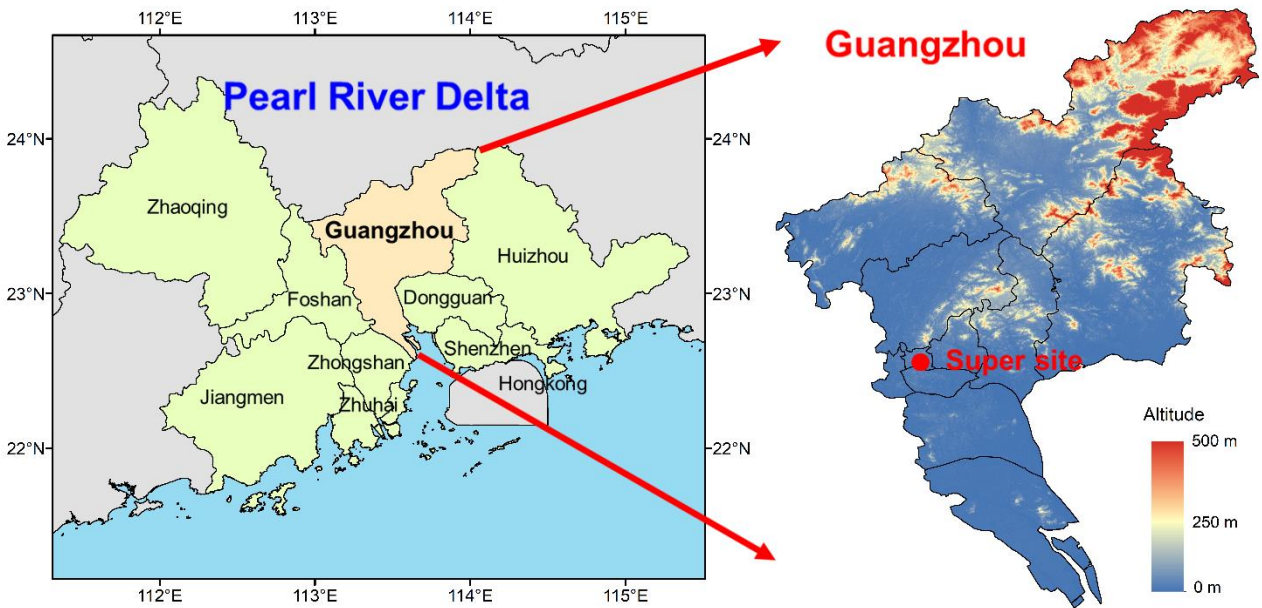 112°E 113°E 114°E 115°E
Pearl River Delta
24°N
24°N
Zhaoqing
Guangzhou
Huizhou
23°N
23°N
Foshan
Dongguan
Shenzhen
Zhongshan
Hongkong
Jiangmen
Zhuhai
22°N
22°N
112°E 113°E 114°E 115°E
Guangzhou
Super site
Altitude
500 m
250 m
0 m